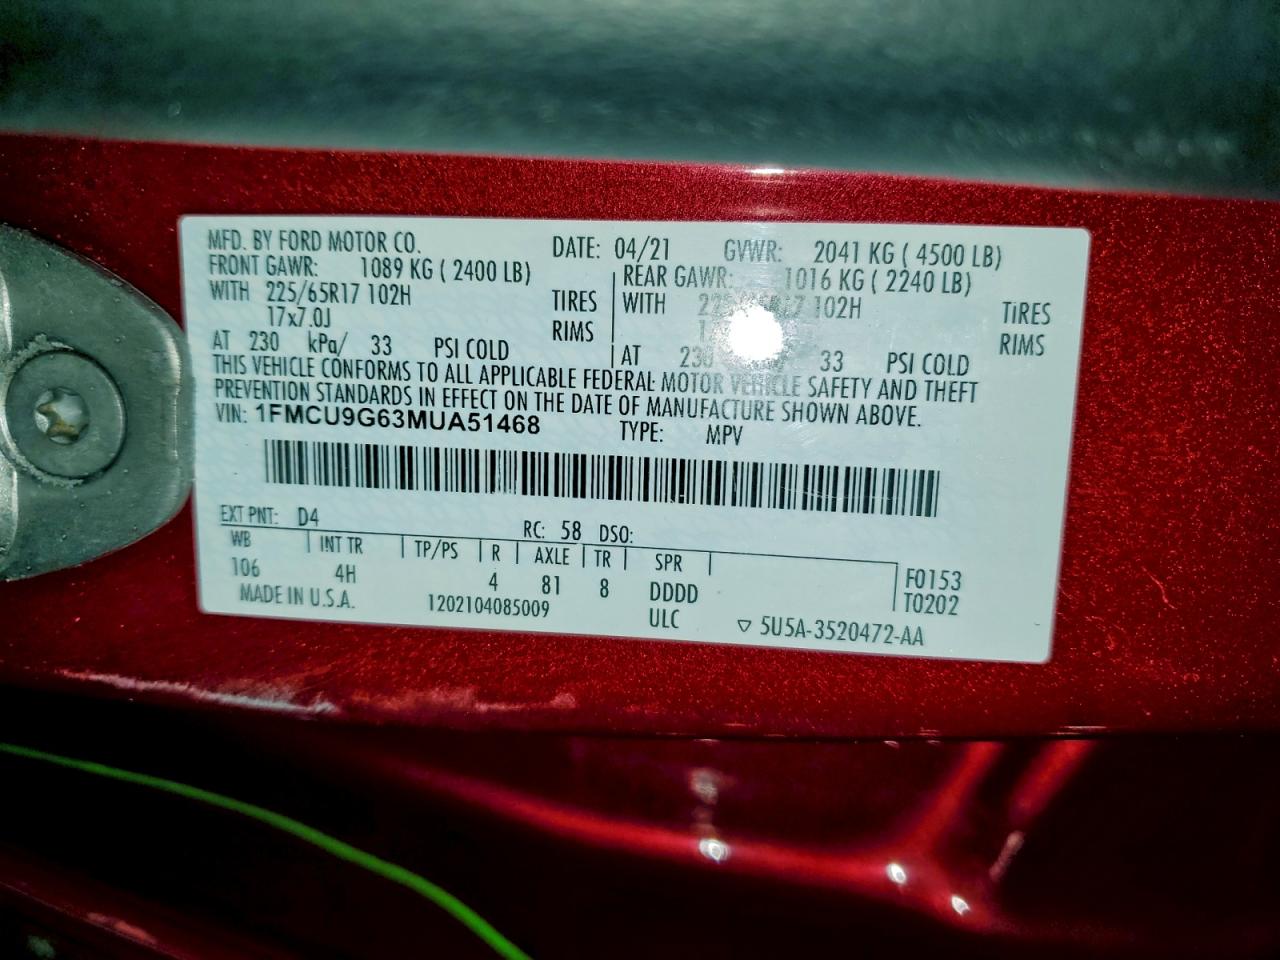 MFD. BY FORD MOTOR CO. DATE: 04/21 GVWR: 2041 KG ( 4500 LB)
FRONT GAWR: 1089 KG ( 2400 LB) REAR GAWR: 1016 KG ( 2240 LB)
WITH 225/65R17 102H TIRES WITH 225/65R17 102H TIRES
17x7.0J RIMS RIMS
AT 230 kPa/ 33 PSI COLD AT 230 33 PSI COLD
THIS VEHICLE CONFORMS TO ALL APPLICABLE FEDERAL MOTOR VEHICLE SAFETY AND THEFT
PREVENTION STANDARDS IN EFFECT ON THE DATE OF MANUFACTURE SHOWN ABOVE.
VIN: 1FMCU9G63MUA51468 TYPE: MPV
EXT PNT: D4 RC: 58 DSO:
WB INT TR TP/PS R AXLE TR SPR
106 4H 4 81 8 DDDD F0153
MADE IN U.S.A. 1202104085009 ULC T0202
▽ 5U5A-3520472-AA